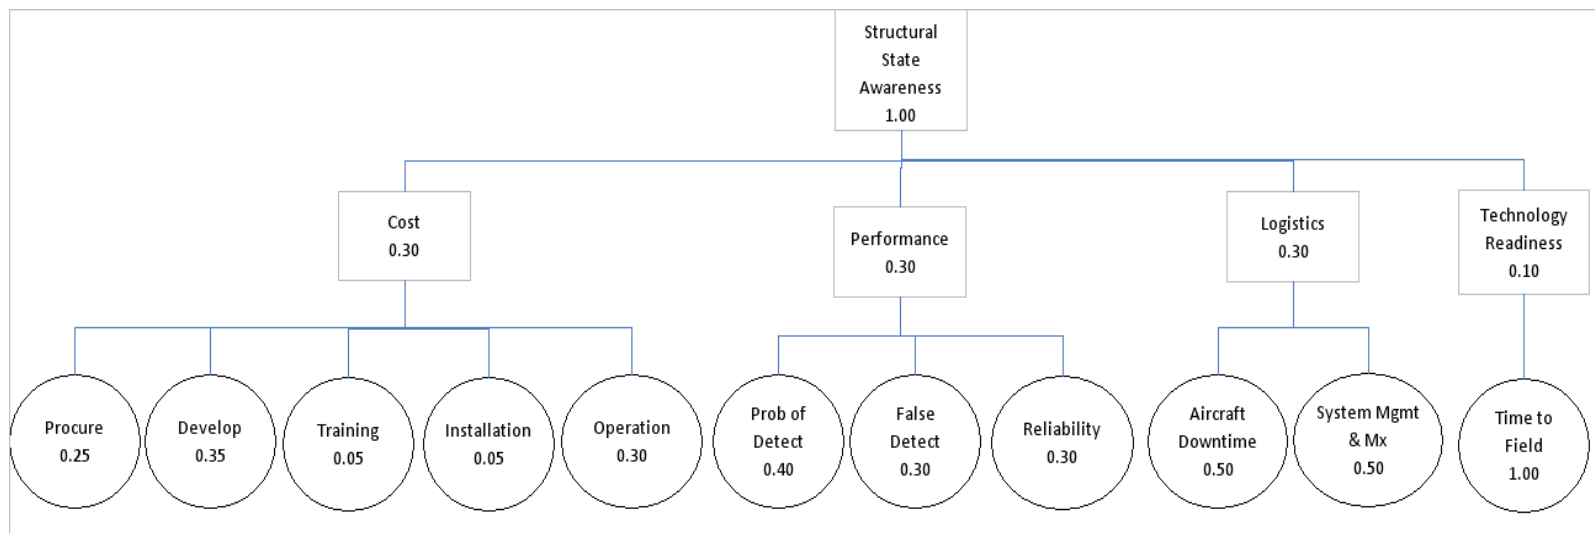 Structural
State
Awareness
1.00
Cost
0.30
Performance
0.30
Logistics
0.30
Technology
Readiness
0.10
Procure
0.25
Develop
0.35
Training
0.05
Installation
0.05
Operation
0.30
Prob of
Detect
0.40
False
Detect
0.30
Reliability
0.30
Aircraft
Downtime
0.50
System Mgmt
& Mx
0.50
Time to
Field
1.00